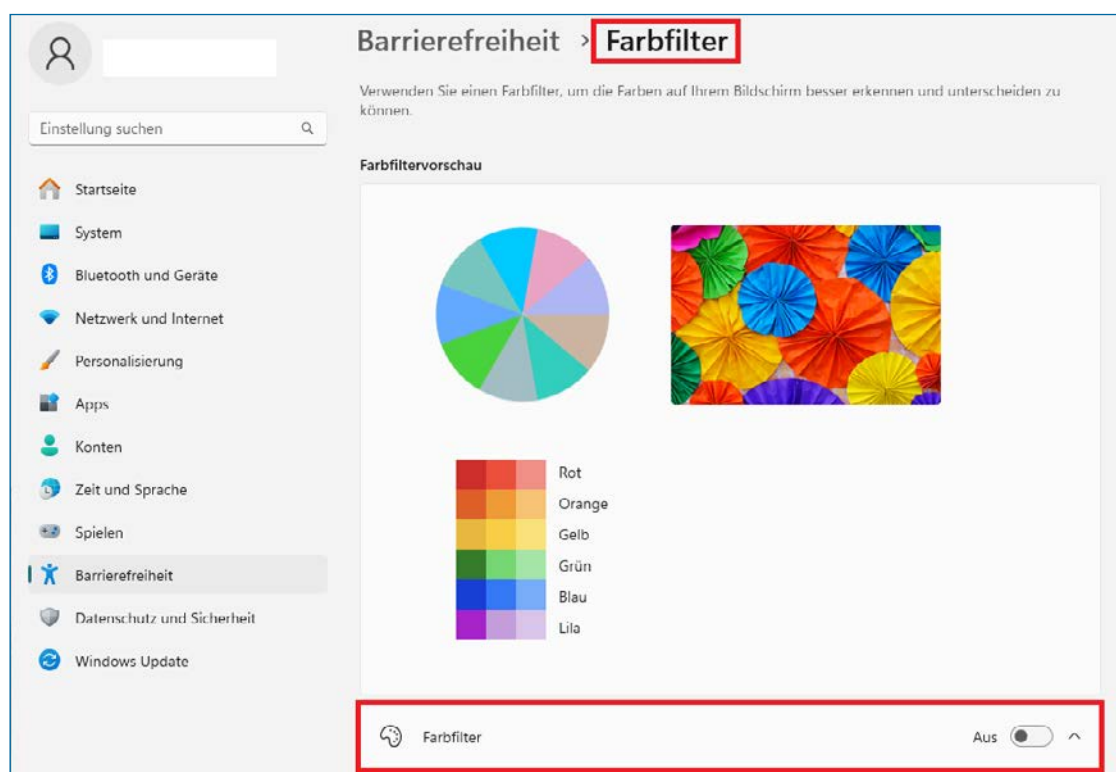 Barrierefreiheit › Farbfilter
Verwenden Sie einen Farbfilter, um die Farben auf Ihrem Bildschirm besser erkennen und unterscheiden zu
können.
Einstellung suchen
Startseite
System
Bluetooth und Geräte
Netzwerk und Internet
Personalisierung
Apps
Konten
Zeit und Sprache
Spielen
Barrierefreiheit
Datenschutz und Sicherheit
Windows Update
Farbfiltervorschau
Rot
Orange
Gelb
Grün
Blau
Lila
Farbfilter Aus